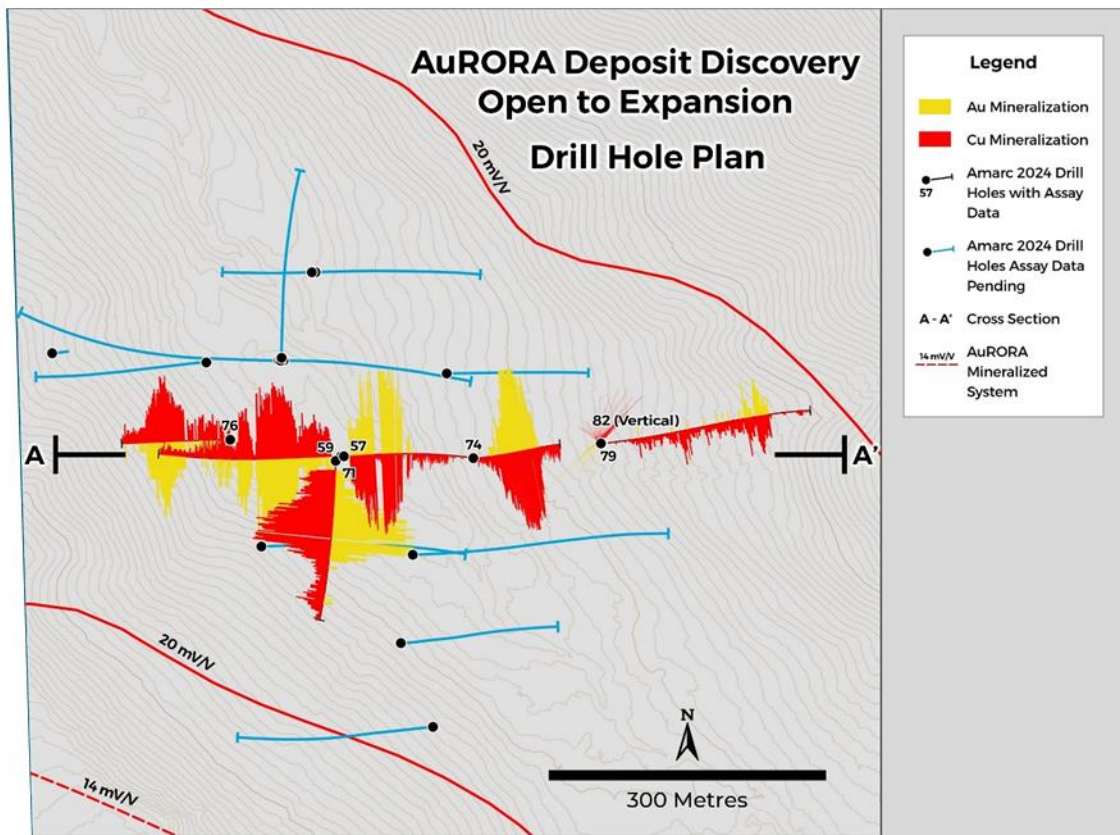 AuRORA Deposit Discovery
Open to Expansion
Drill Hole Plan
20 mV/V
82 (Vertical)
76
59
57
71
74
79
A
A'
20 mV/V
14 mV/V
N
300 Metres
Legend
Au Mineralization
Cu Mineralization
57
Amarc 2024 Drill
Holes with Assay
Data
Amarc 2024 Drill
Holes Assay Data
Pending
A - A' Cross Section
14 mV/V
AuRORA
Mineralized
System